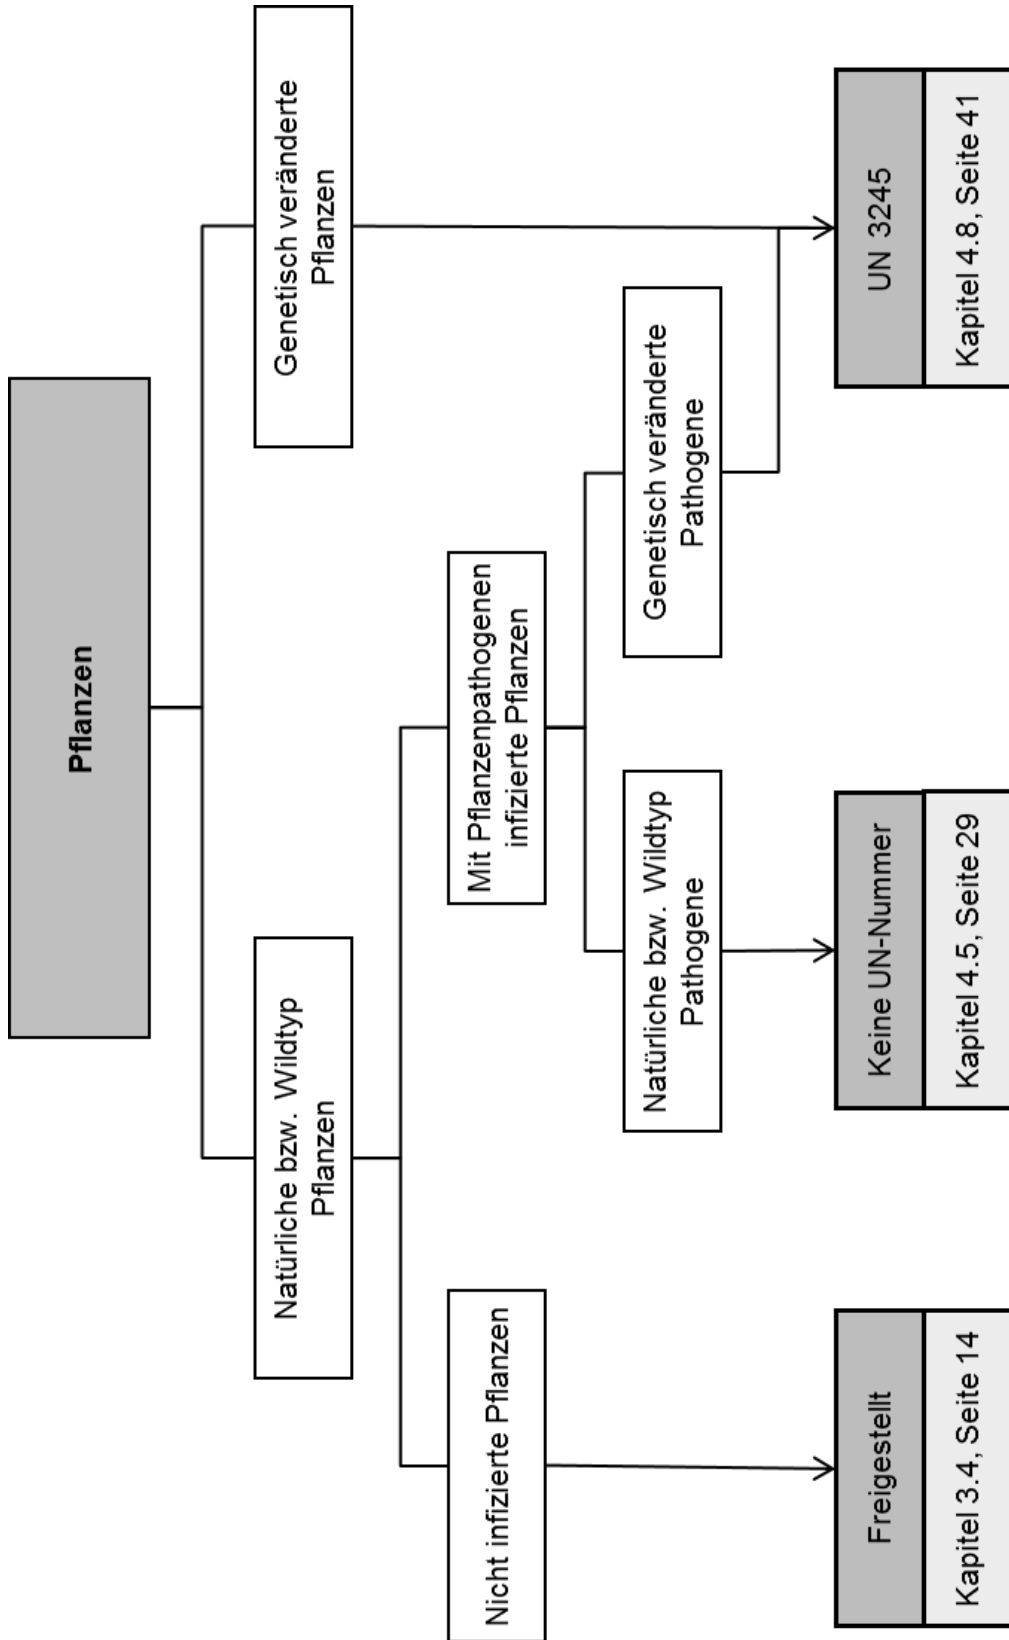 Pflanzen
Natürliche bzw. Wildtyp
Pflanzen
Genetisch veränderte
Pflanzen
Nicht infizierte Pflanzen
Mit Pflanzenpathogenen
infizierte Pflanzen
Natürliche bzw. Wildtyp
Pathogene
Genetisch veränderte
Pathogene
Freigestellt
Kapitel 3.4, Seite 14
Keine UN-Nummer
Kapitel 4.5, Seite 29
UN 3245
Kapitel 4.8, Seite 41